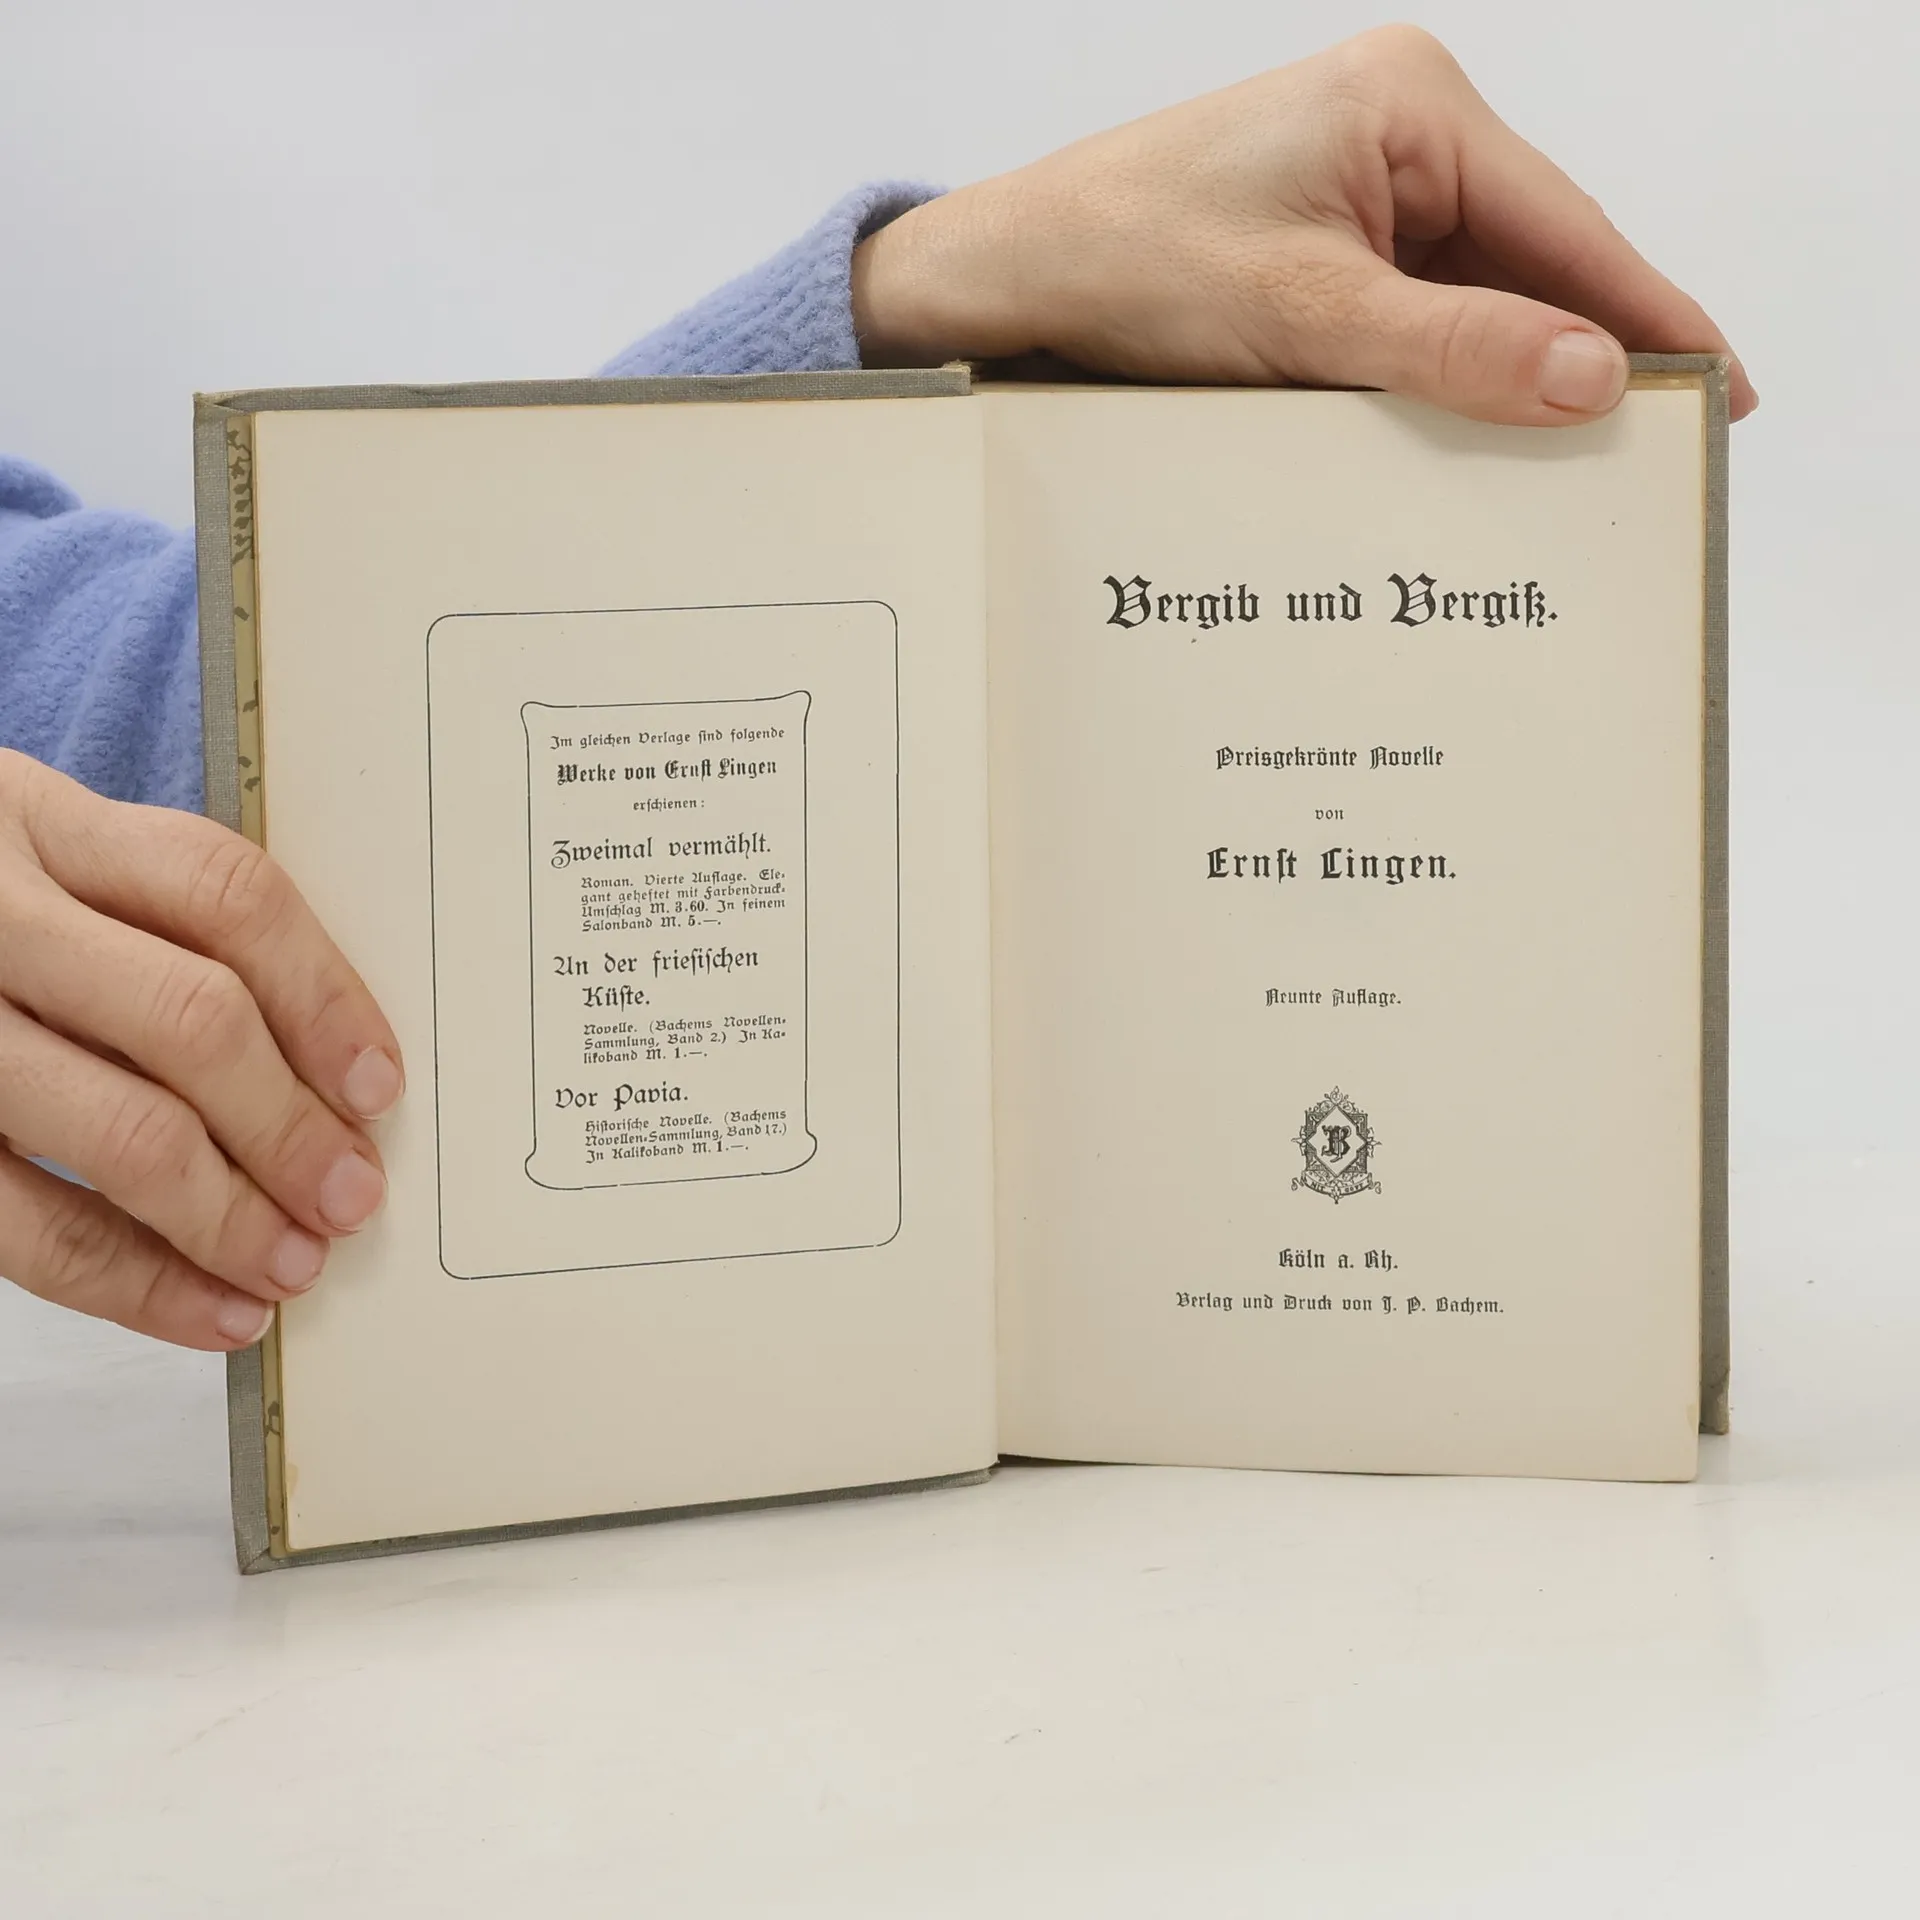 Im gleichen Verlage sind folgende
Werke von Ernst Lingen
erschienen:
Zweimal vermählt.
Roman. Vierte Auflage. Ele-
gant geheftet mit Farbendruck-
Umschlag M. 3.60. In feinem
Salonband M. 5.—.
An der friesischen
Küste.
Novelle. (Bachems Novellen-
Sammlung, Band 2.) In Ka-
likoband M. 1.—.
Vor Pavia.
Historische Novelle. (Bachems
Novellen-Sammlung, Band 17.)
In Kalikoband M. 1.—.
Vergib und Vergiß.
Preisgekrönte Novelle
von
Ernst Lingen.
Neunte Auflage.
B
MIT GOTT
Köln a. Rh.
Verlag und Druck von J. P. Bachem.